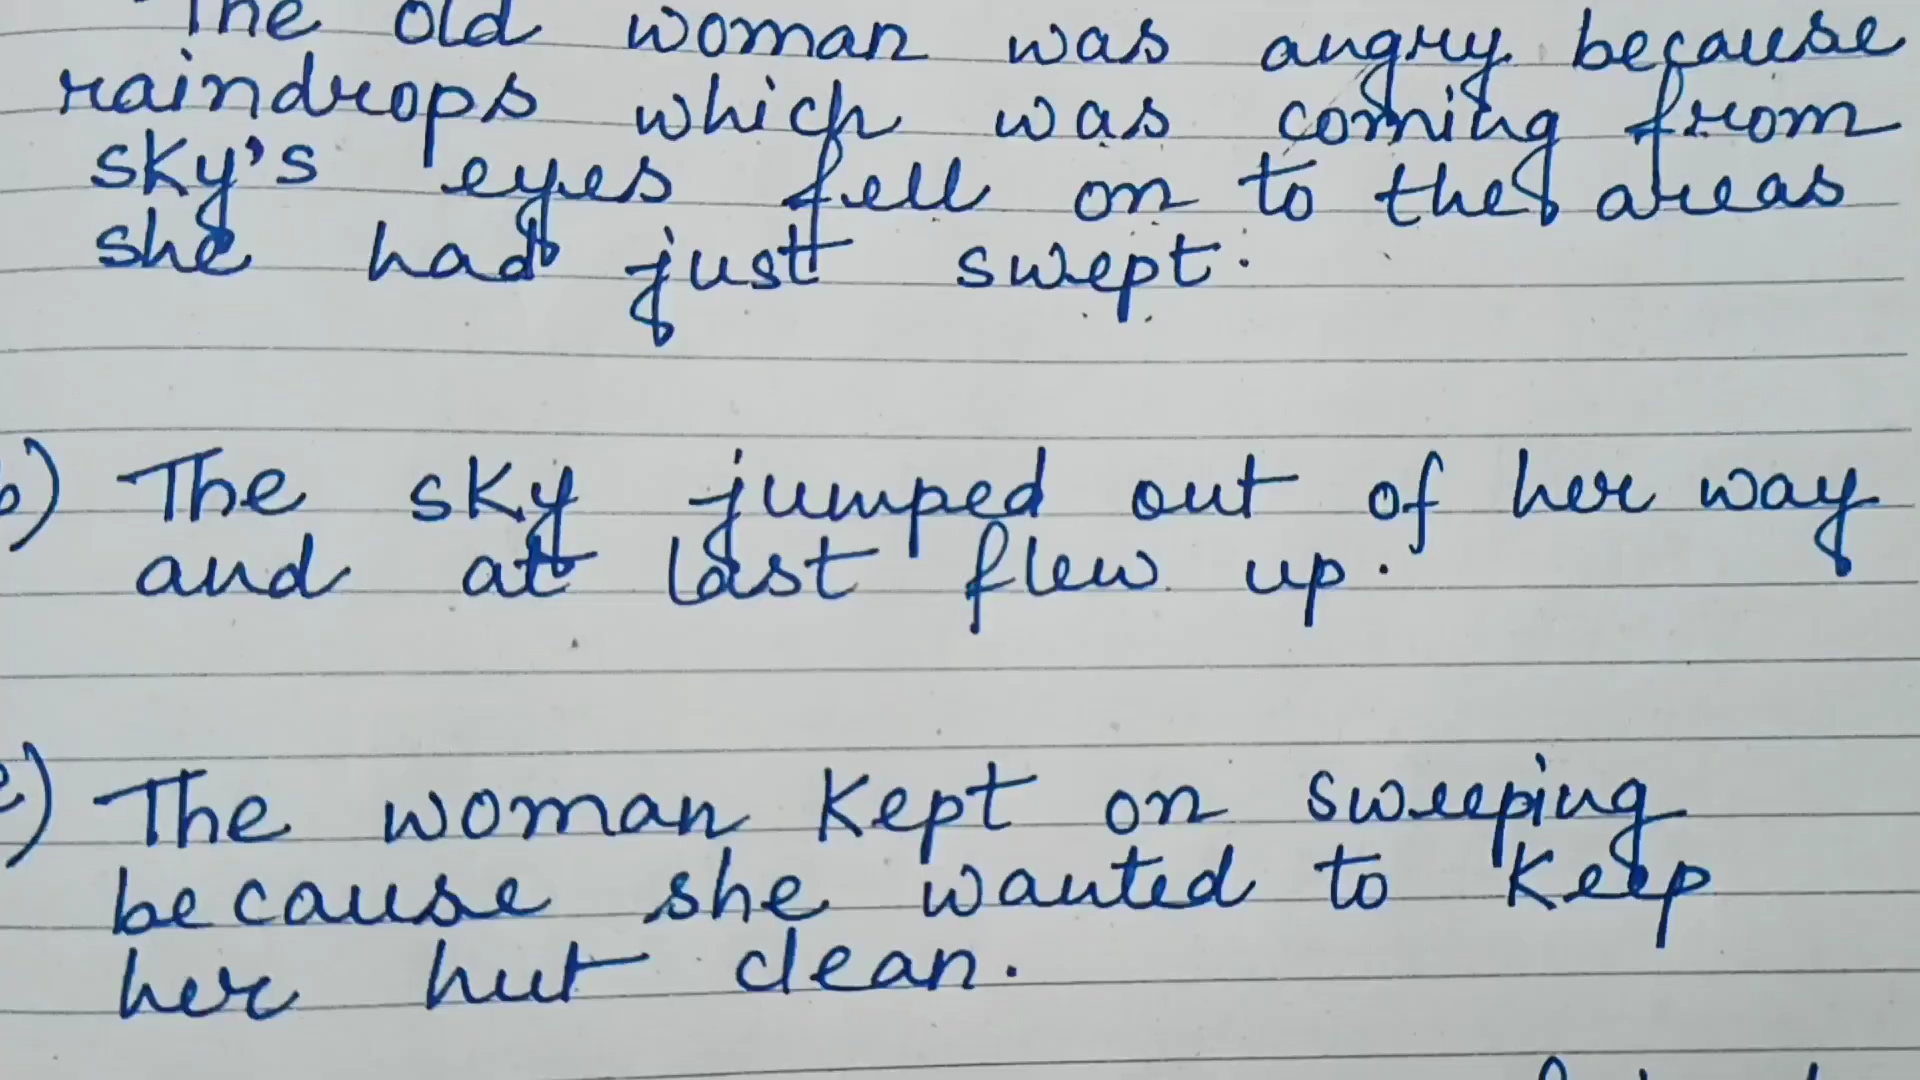 The old woman was angry because
raindrops which was coming from
sky's eyes fell on to the areas
she had just swept.
b) The sky jumped out of her way
and at last flew up.
c) The woman kept on sweeping
because she wanted to keep
her hut clean.